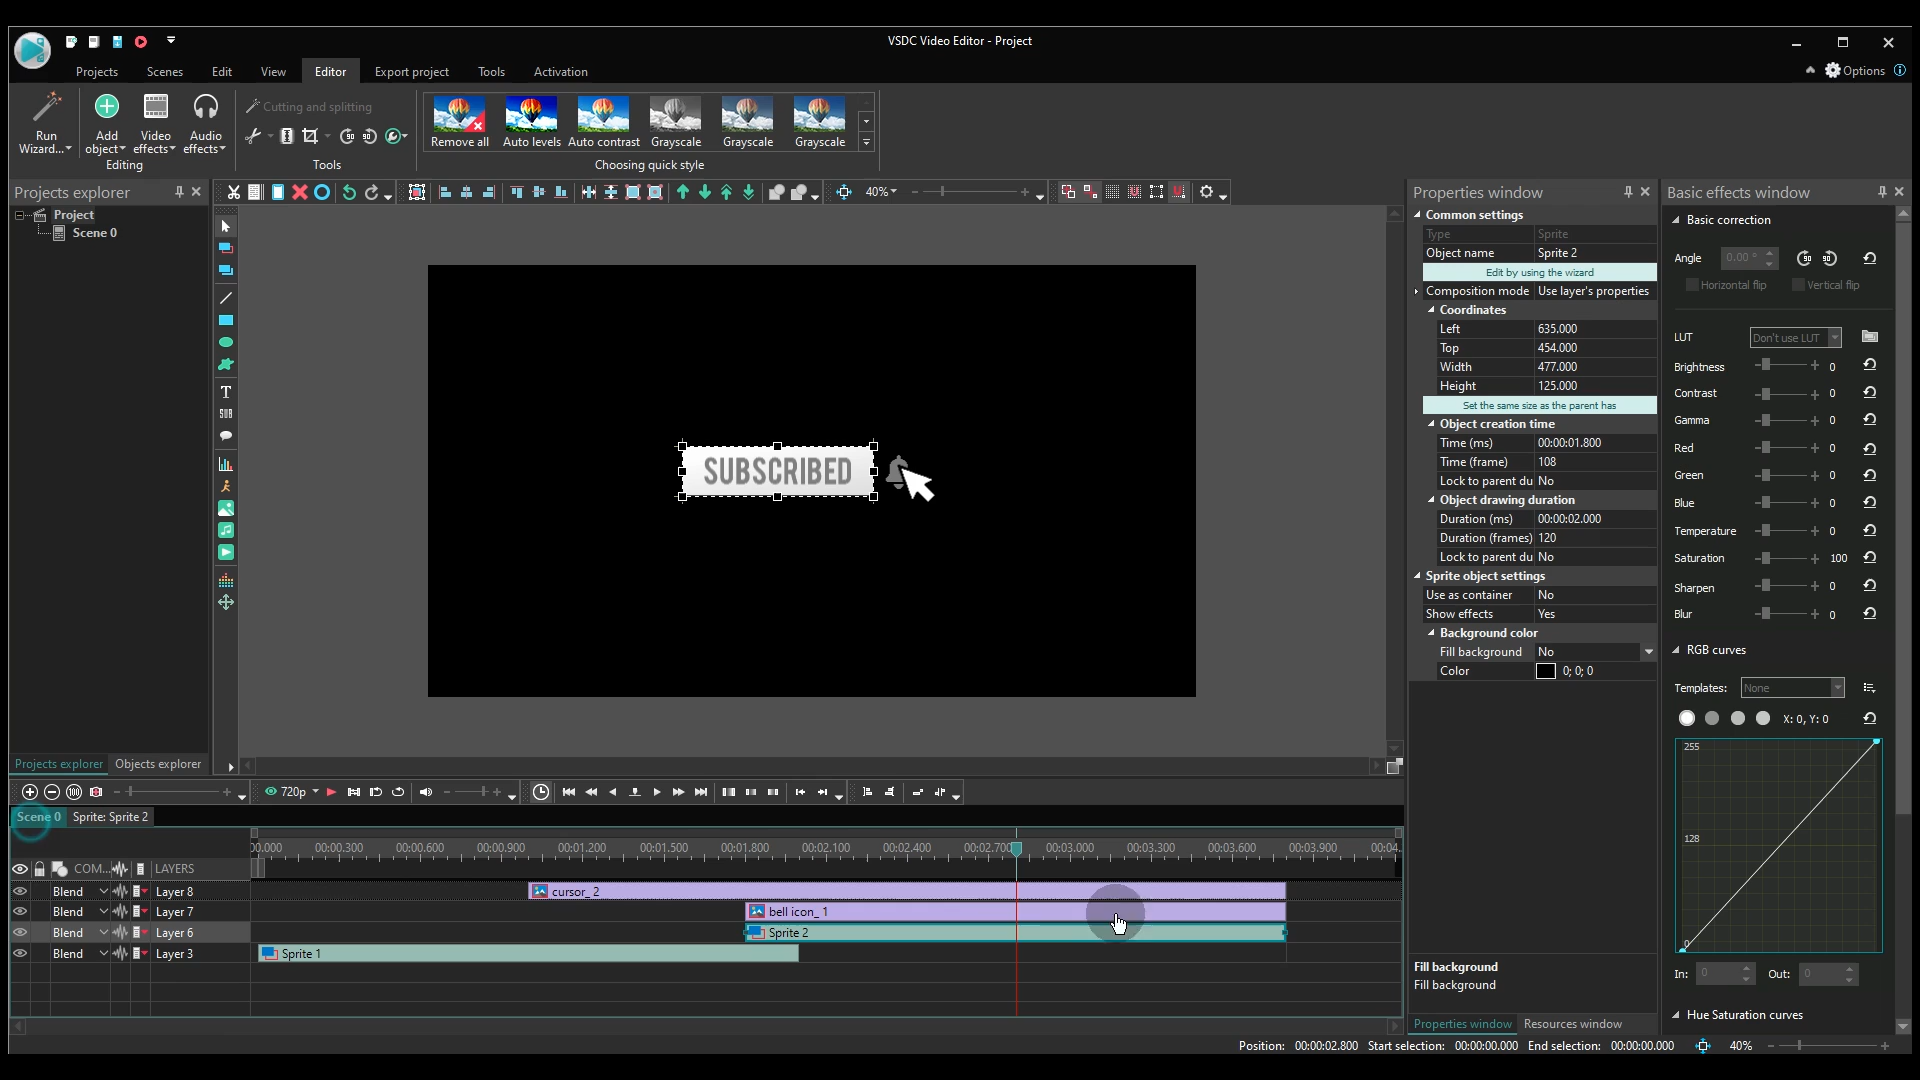 VSDC Video Editor - Project
Projects Scenes Edit View Editor Export project Tools Activation Options
Run Wizard...
Add object
Video effects
Audio effects
Editing
Cutting and splitting
Tools
Remove all Auto levels Auto contrast Grayscale Grayscale Grayscale
Choosing quick style
Projects explorer
Project
Scene 0
40%
SUBSCRIBED
Projects explorer Objects explorer
Properties window
Common settings
Type Sprite
Object name Sprite 2
Edit by using the wizard
Composition mode Use layer's properties
Coordinates
Left 635.000
Top 454.000
Width 477.000
Height 125.000
Set the same size as the parent has
Object creation time
Time (ms) 00:00:01.800
Time (frame) 108
Lock to parent du No
Object drawing duration
Duration (ms) 00:00:02.000
Duration (frames) 120
Lock to parent du No
Sprite object settings
Use as container No
Show effects Yes
Background color
Fill background No
Color 0; 0; 0
Fill background
Fill background
Properties window Resources window
Basic effects window
Basic correction
Angle 0.00 °
Horizontal flip Vertical flip
LUT Don't use LUT
Brightness 0
Contrast 0
Gamma 0
Red 0
Green 0
Blue 0
Temperature 0
Saturation 100
Sharpen 0
Blur 0
RGB curves
Templates: None
X: 0, Y: 0
255
128
0
In: 0 Out: 0
Hue Saturation curves
720p
Scene 0 Sprite: Sprite 2
00.000 00:00.300 00:00.600 00:00.900 00:01.200 00:01.500 00:01.800 00:02.100 00:02.400 00:02.700 00:03.000 00:03.300 00:03.600 00:03.900 00:04.
COM... LAYERS
Blend Layer 8 cursor_ 2
Blend Layer 7 bell icon_ 1
Blend Layer 6 Sprite 2
Blend Layer 3 Sprite 1
Position: 00:00:02.800 Start selection: 00:00:00.000 End selection: 00:00:00.000 40%